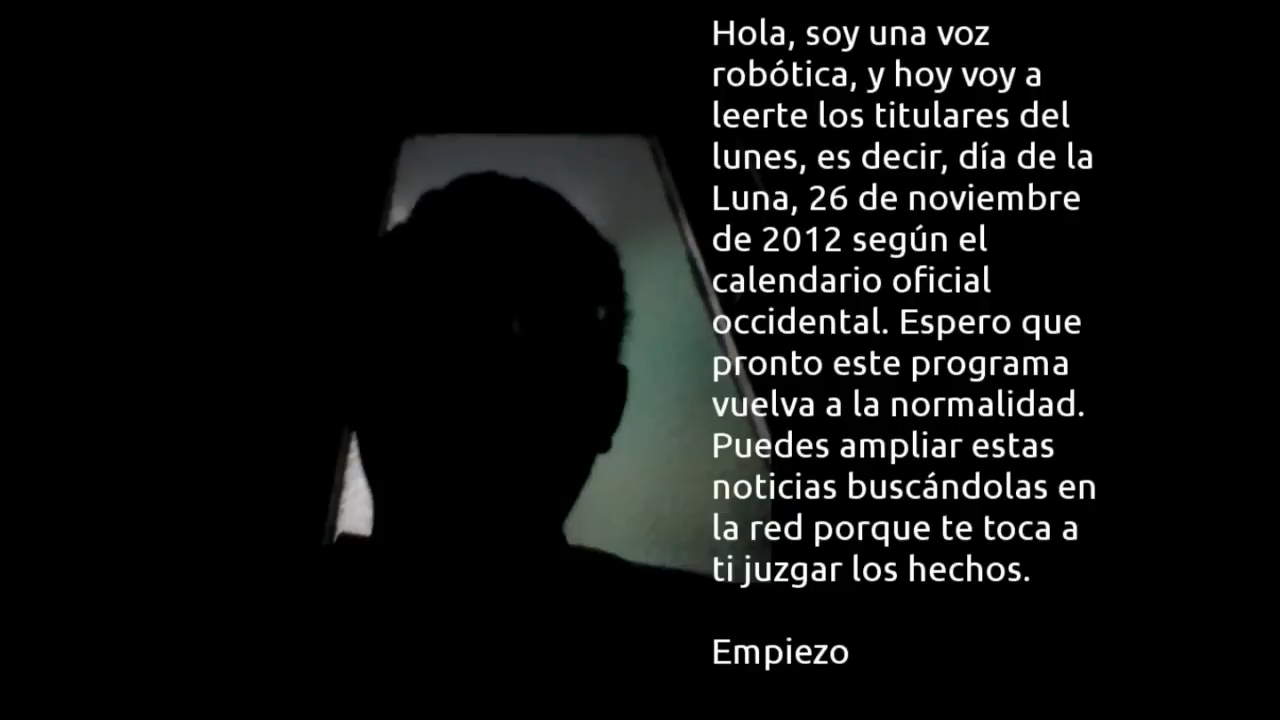 Hola, soy una voz
robótica, y hoy voy a
leerte los titulares del
lunes, es decir, día de la
Luna, 26 de noviembre
de 2012 según el
calendario oficial
occidental. Espero que
pronto este programa
vuelva a la normalidad.
Puedes ampliar estas
noticias buscándolas en
la red porque te toca a
ti juzgar los hechos.
Empiezo